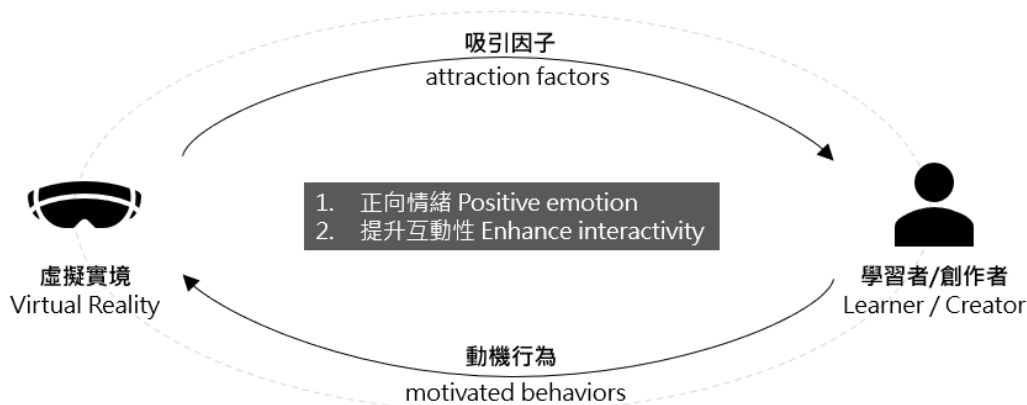 吸引因子
attraction factors
1. 正向情緒 Positive emotion
2. 提升互動性 Enhance interactivity
虛擬實境
Virtual Reality
學習者/創作者
Learner / Creator
動機行為
motivated behaviors